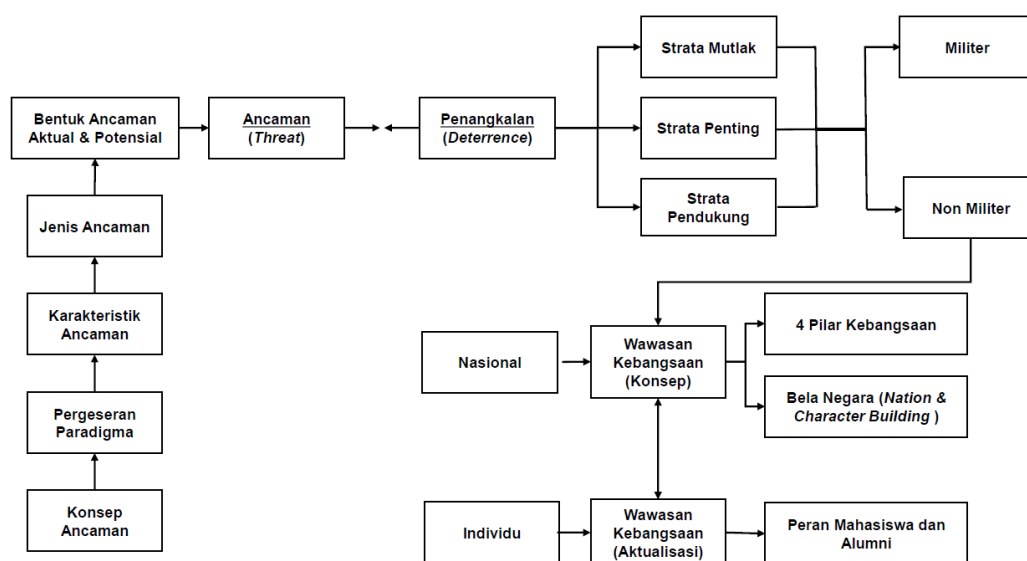 Strata Mutlak
Militer
Bentuk Ancaman
Aktual & Potensial
Ancaman
(Threat)
Penangkalan
(Deterrence)
Strata Penting
Strata
Pendukung
Non Militer
Jenis Ancaman
Karakteristik
Ancaman
Pergeseran
Paradigma
Konsep
Ancaman
Nasional
Wawasan
Kebangsaan
(Konsep)
4 Pilar Kebangsaan
Bela Negara (Nation &
Character Building )
Individu
Wawasan
Kebangsaan
(Aktualisasi)
Peran Mahasiswa dan
Alumni